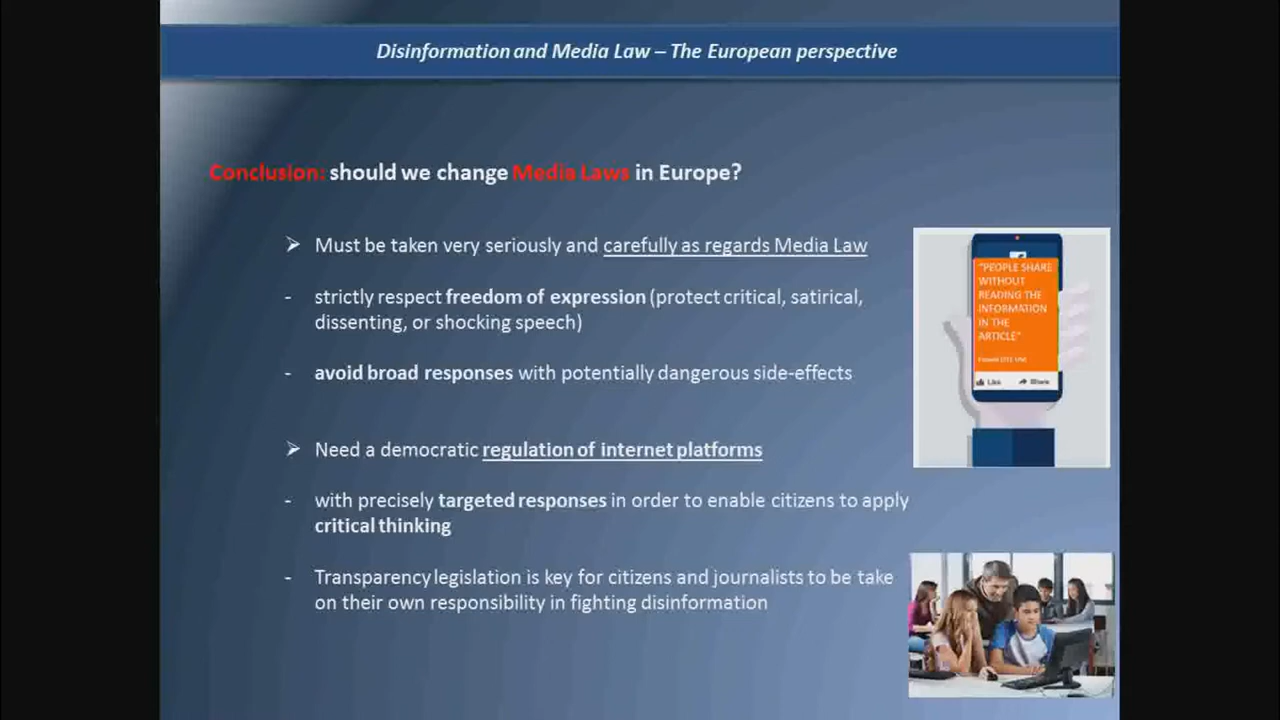 Disinformation and Media Law – The European perspective
Conclusion: should we change Media Laws in Europe?
➢ Must be taken very seriously and carefully as regards Media Law
- strictly respect freedom of expression (protect critical, satirical,
dissenting, or shocking speech)
- avoid broad responses with potentially dangerous side-effects
➢ Need a democratic regulation of internet platforms
- with precisely targeted responses in order to enable citizens to apply
critical thinking
- Transparency legislation is key for citizens and journalists to be take
on their own responsibility in fighting disinformation
"PEOPLE SHARE
WITHOUT
READING THE
INFORMATION
IN THE
ARTICLE"
Like Share